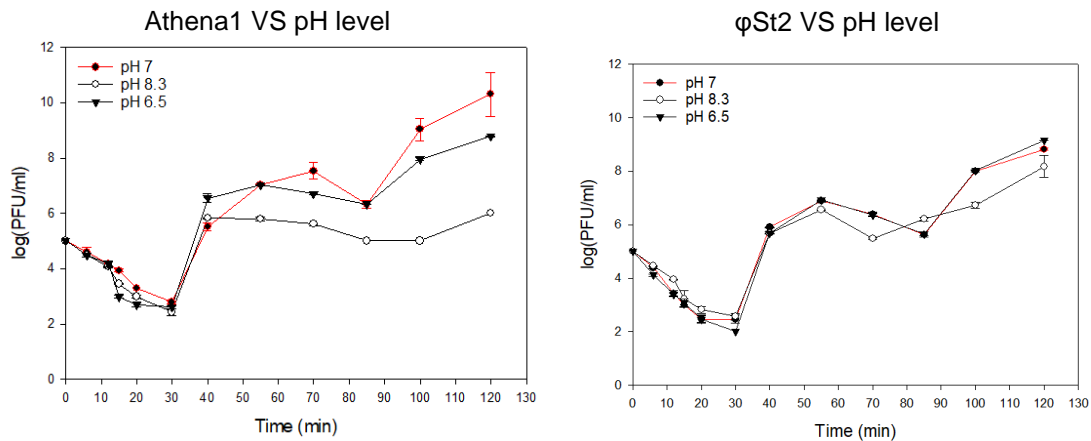 Athena1 VS pH level
12
10
8
6
4
2
0
log(PFU/ml)
pH 7
pH 8.3
pH 6.5
0 10 20 30 40 50 60 70 80 90 100 110 120 130
Time (min)
φSt2 VS pH level
12
10
8
6
4
2
0
log(PFU/ml)
pH 7
pH 8.3
pH 6.5
0 10 20 30 40 50 60 70 80 90 100 110 120 130
Time (min)